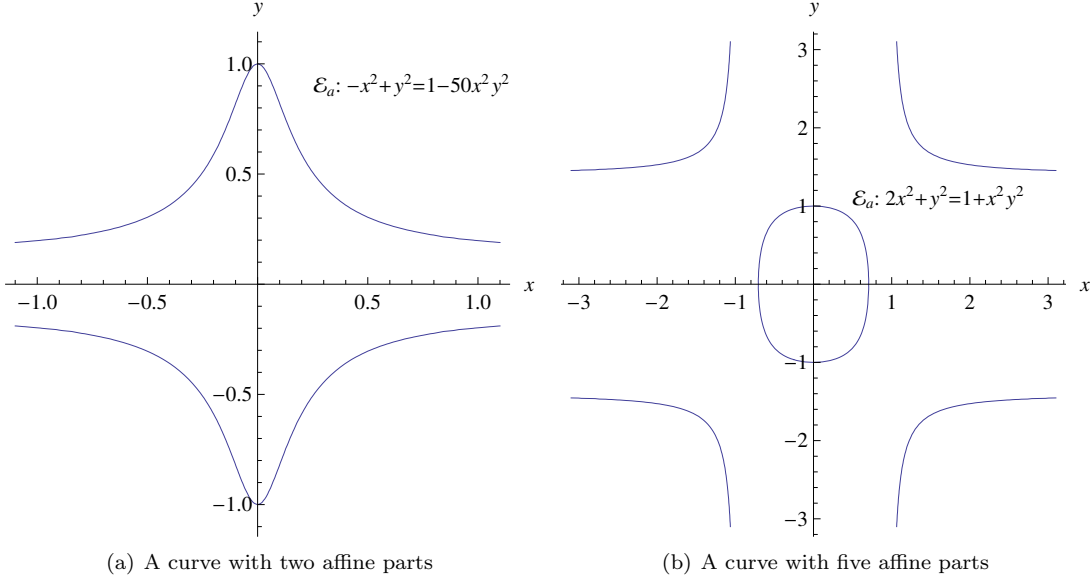 y
1.0
ℰₐ: −x²+y²=1−50x²y²
0.5
−1.0
−0.5
0.5
1.0
x
−0.5
−1.0
(a) A curve with two affine parts
y
3
2
ℰₐ: 2x²+y²=1+x²y²
1
−3
−2
−1
1
2
3
x
−1
−2
−3
(b) A curve with five affine parts